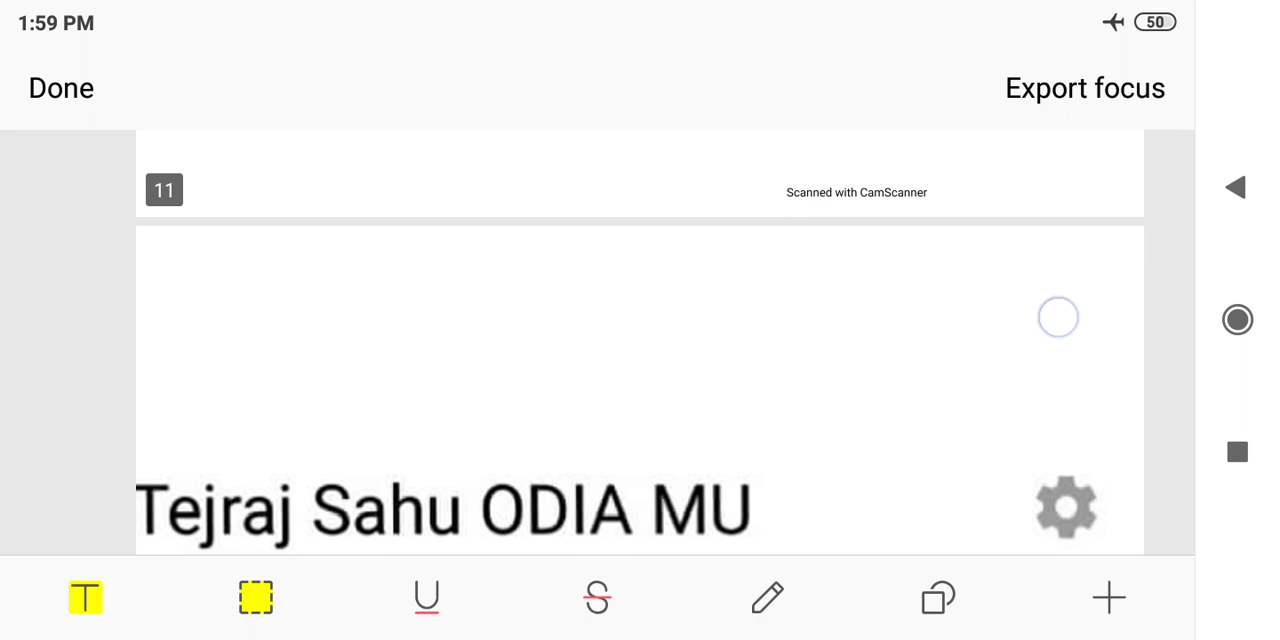 1:59 PM
50
Done
Export focus
11
Scanned with CamScanner
Tejraj Sahu ODIA MU
T
U
S